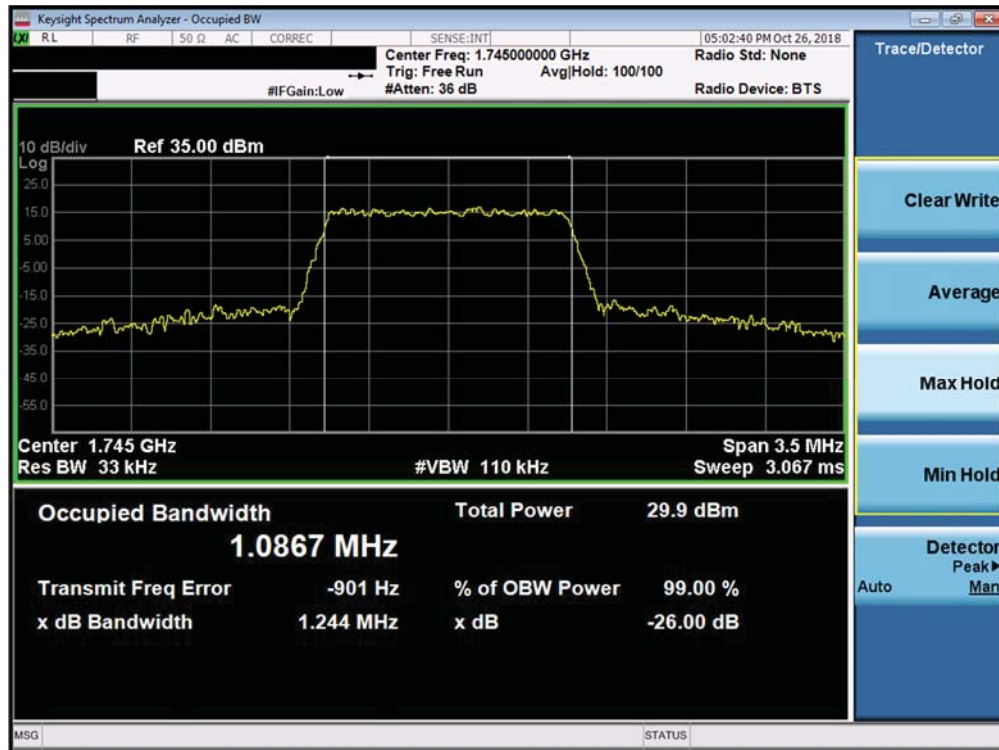 Keysight Spectrum Analyzer - Occupied BW
LXI RL RF 50 Ω AC CORREC SENSE:INT 05:02:40 PM Oct 26, 2018
Center Freq: 1.745000000 GHz Radio Std: None
Trig: Free Run Avg|Hold: 100/100
#IFGain:Low #Atten: 36 dB Radio Device: BTS
Trace/Detector
10 dB/div Ref 35.00 dBm
Log
25.0
15.0
5.00
-5.00
-15.0
-25.0
-35.0
-45.0
-55.0
Center 1.745 GHz Span 3.5 MHz
Res BW 33 kHz #VBW 110 kHz Sweep 3.067 ms
Occupied Bandwidth Total Power 29.9 dBm
1.0867 MHz
Transmit Freq Error -901 Hz % of OBW Power 99.00 %
x dB Bandwidth 1.244 MHz x dB -26.00 dB
Clear Write
Average
Max Hold
Min Hold
Detector
Peak▶
Auto Man
MSG STATUS